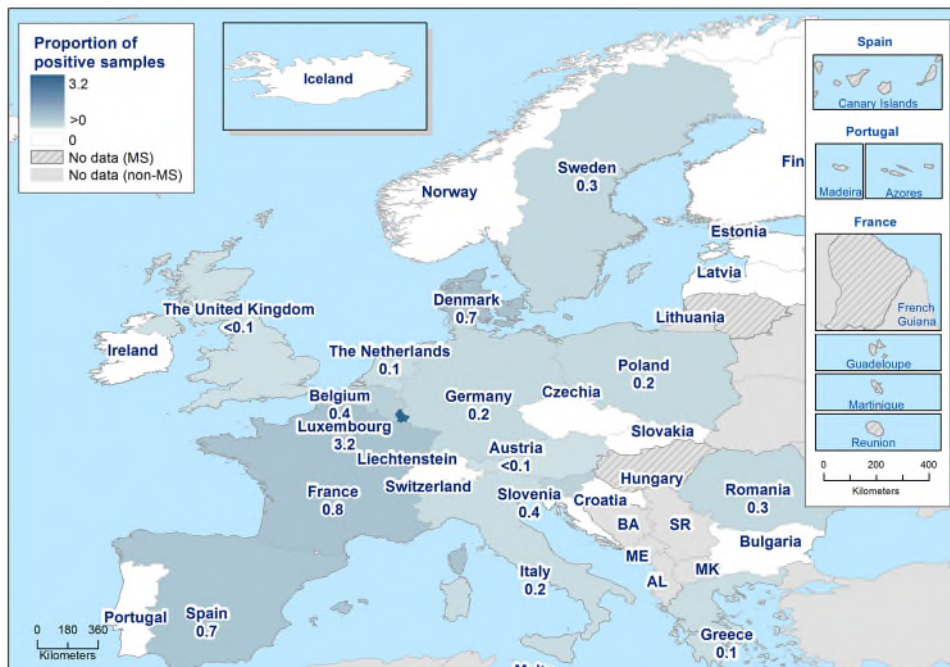 Proportion of
positive samples
3.2
>0
0
No data (MS)
No data (non-MS)
Iceland
Spain
Canary Islands
Portugal
Madeira
Azores
France
French
Guiana
Guadeloupe
Martinique
Reunion
0 200 400
Kilometers
Sweden
0.3
Fin
Norway
Estonia
Latvia
Lithuania
Denmark
0.7
The United Kingdom
<0.1
Ireland
The Netherlands
0.1
Poland
0.2
Belgium
0.4
Germany
0.2
Czechia
Luxembourg
3.2
Slovakia
Austria
<0.1
Liechtenstein
Switzerland
Hungary
France
0.8
Slovenia
0.4
Croatia
Romania
0.3
BA
SR
Bulgaria
ME
MK
AL
Italy
0.2
Portugal
Spain
0.7
Greece
0.1
0 180 360
Kilometers